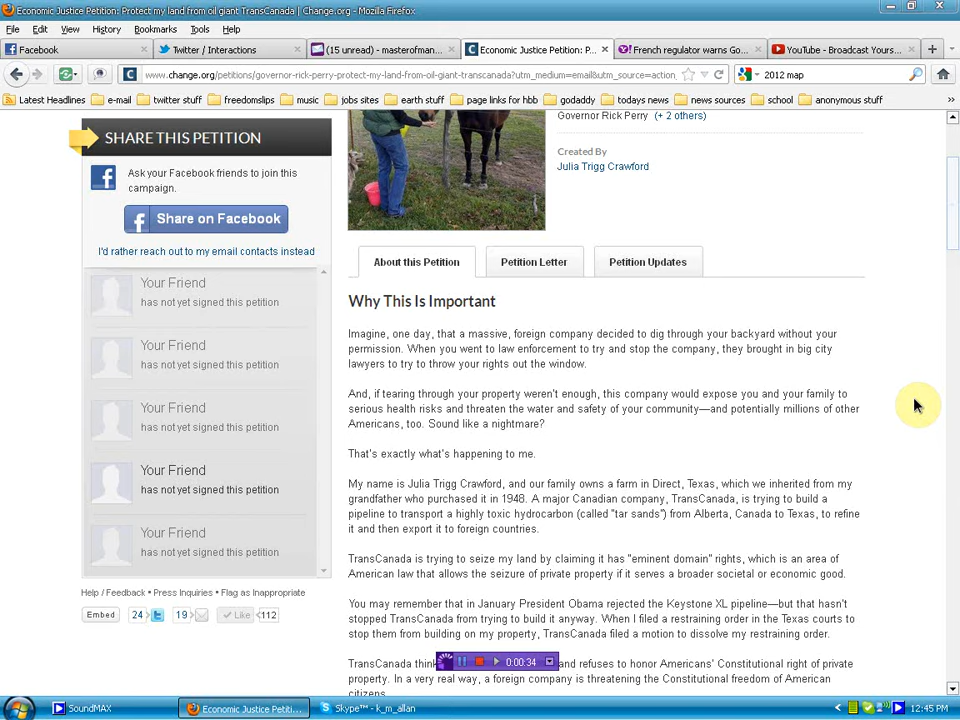 Economic Justice Petition: Protect my land from oil giant TransCanada | Change.org - Mozilla Firefox
File Edit View History Bookmarks Tools Help
Facebook
Twitter / Interactions
(15 unread) - masterofman...
Economic Justice Petition: P...
French regulator warns Go...
YouTube - Broadcast Yours...
www.change.org/petitions/governor-rick-perry-protect-my-land-from-oil-giant-transcanada?utm_medium=email&utm_source=action_
2012 map
Latest Headlines e-mail twitter stuff freedomslips music jobs sites earth stuff page links for hbb godaddy todays news news sources school anonymous stuff
SHARE THIS PETITION
Ask your Facebook friends to join this
campaign.
Share on Facebook
I'd rather reach out to my email contacts instead
Your Friend
has not yet signed this petition
Your Friend
has not yet signed this petition
Your Friend
has not yet signed this petition
Your Friend
has not yet signed this petition
Your Friend
has not yet signed this petition
Help / Feedback • Press Inquiries • Flag as Inappropriate
Embed 24 19 Like 112
Governor Rick Perry (+ 2 others)
Created By
Julia Trigg Crawford
About this Petition
Petition Letter
Petition Updates
Why This Is Important
Imagine, one day, that a massive, foreign company decided to dig through your backyard without your
permission. When you went to law enforcement to try and stop the company, they brought in big city
lawyers to try to throw your rights out the window.
And, if tearing through your property weren't enough, this company would expose you and your family to
serious health risks and threaten the water and safety of your community—and potentially millions of other
Americans, too. Sound like a nightmare?
That's exactly what's happening to me.
My name is Julia Trigg Crawford, and our family owns a farm in Direct, Texas, which we inherited from my
grandfather who purchased it in 1948. A major Canadian company, TransCanada, is trying to build a
pipeline to transport a highly toxic hydrocarbon (called "tar sands") from Alberta, Canada to Texas, to refine
it and then export it to foreign countries.
TransCanada is trying to seize my land by claiming it has "eminent domain" rights, which is an area of
American law that allows the seizure of private property if it serves a broader societal or economic good.
You may remember that in January President Obama rejected the Keystone XL pipeline—but that hasn't
stopped TransCanada from trying to build it anyway. When I filed a restraining order in the Texas courts to
stop them from building on my property, TransCanada filed a motion to dissolve my restraining order.
TransCanada think
0:00:34
and refuses to honor Americans' Constitutional right of private
property. In a very real way, a foreign company is threatening the Constitutional freedom of American
citizens.
SoundMAX
Economic Justice Petiti...
Skype™ - k_m_allan
12:45 PM